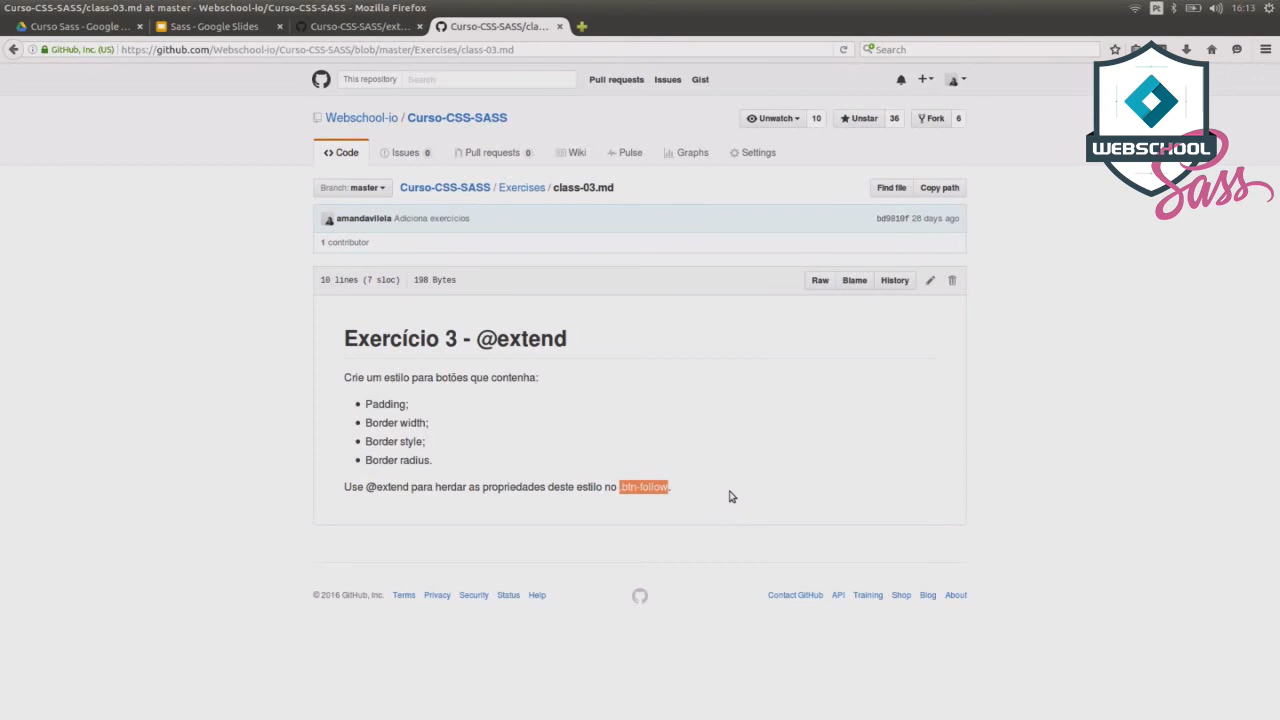 Curso-CSS-SASS/class-03.md at master · Webschool-io/Curso-CSS-SASS - Mozilla Firefox
Pt
16:13
Curso Sass - Google ...
Sass - Google Slides
Curso-CSS-SASS/ext...
Curso-CSS-SASS/cla...
GitHub, Inc. (US)
https://github.com/Webschool-io/Curso-CSS-SASS/blob/master/Exercises/class-03.md
Search
This repository
Search
Pull requests
Issues
Gist
Webschool-io / Curso-CSS-SASS
Unwatch 10
Unstar 36
Fork 6
Code
Issues 0
Pull requests 0
Wiki
Pulse
Graphs
Settings
Branch: master
Curso-CSS-SASS / Exercises / class-03.md
Find file
Copy path
amandavilela Adiciona exercicios
bd9810f 28 days ago
1 contributor
10 lines (7 sloc)
198 Bytes
Raw
Blame
History
Exercício 3 - @extend
Crie um estilo para botões que contenha:
• Padding;
• Border width;
• Border style;
• Border radius.
Use @extend para herdar as propriedades deste estilo no .btn-follow.
© 2016 GitHub, Inc. Terms Privacy Security Status Help
Contact GitHub API Training Shop Blog About
WEBSCHOOL
Sass